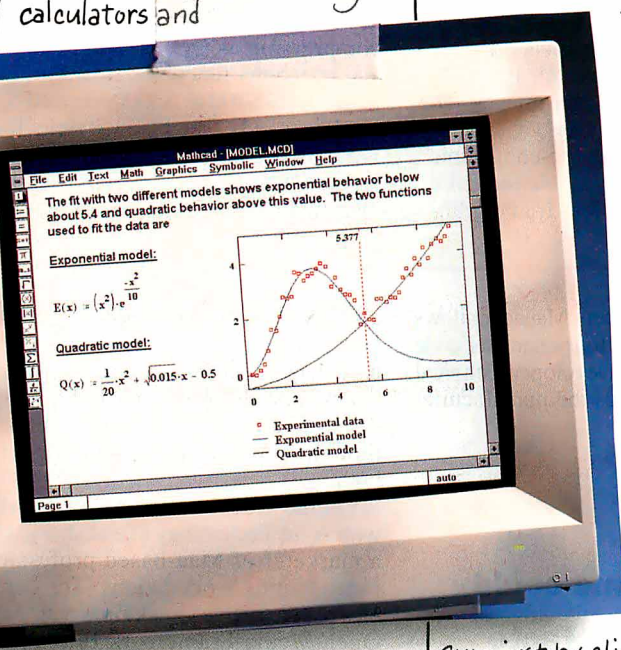 calculators and
Mathcad - [MODEL.MCD]
File Edit Text Math Graphics Symbolic Window Help
The fit with two different models shows exponential behavior below
about 5.4 and quadratic behavior above this value. The two functions
used to fit the data are
Exponential model:
E(x) := (x²)·e^(-x²/10)
Quadratic model:
Q(x) := 1/20·x² + √0.015·x − 0.5
5.377
4
2
0
0 2 4 6 8 10
Experimental data
Exponential model
Quadratic model
Page 1
auto